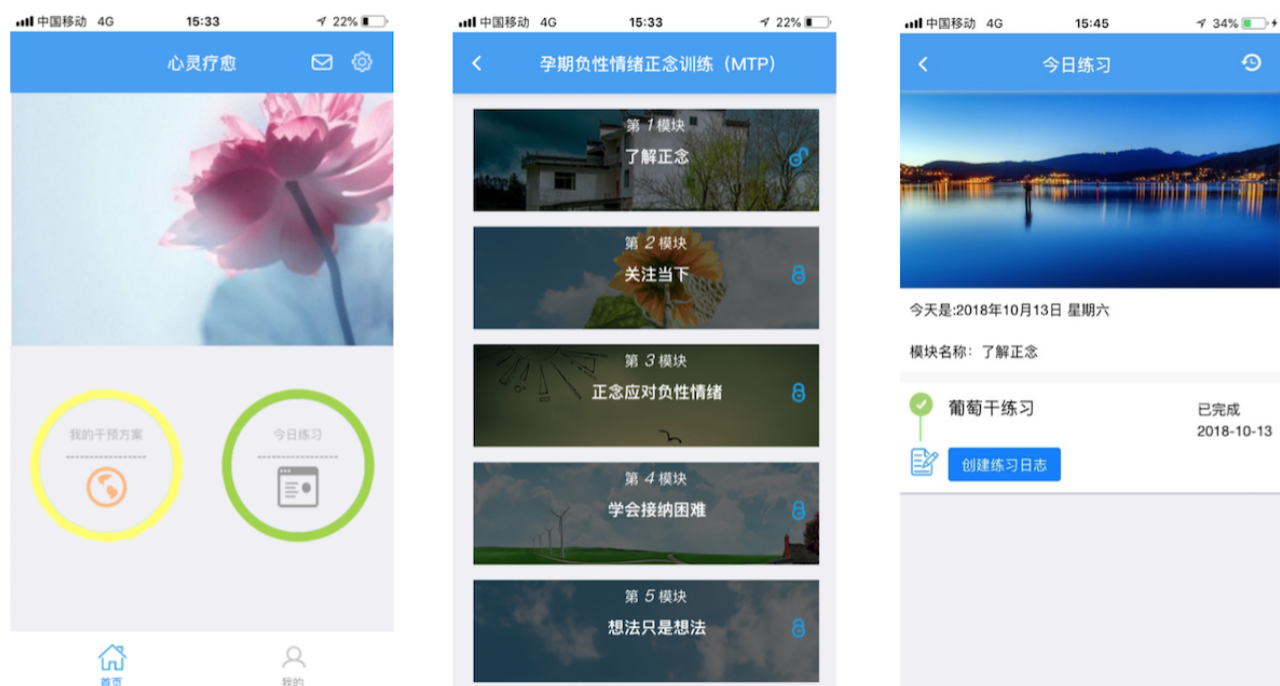 中国移动 4G 15:33 22%
心灵疗愈
我的干预方案
今日练习
首页
我的
中国移动 4G 15:33 22%
孕期负性情绪正念训练（MTP）
第 1 模块
了解正念
第 2 模块
关注当下
第 3 模块
正念应对负性情绪
第 4 模块
学会接纳困难
第 5 模块
想法只是想法
中国移动 4G 15:45 34%
今日练习
今天是:2018年10月13日 星期六
模块名称：了解正念
葡萄干练习
已完成
2018-10-13
创建练习日志